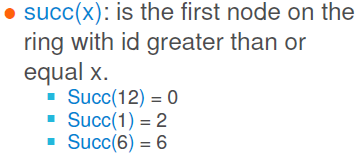 • succ(x): is the first node on the
ring with id greater than or
equal x.
▪ Succ(12) = 0
▪ Succ(1) = 2
▪ Succ(6) = 6